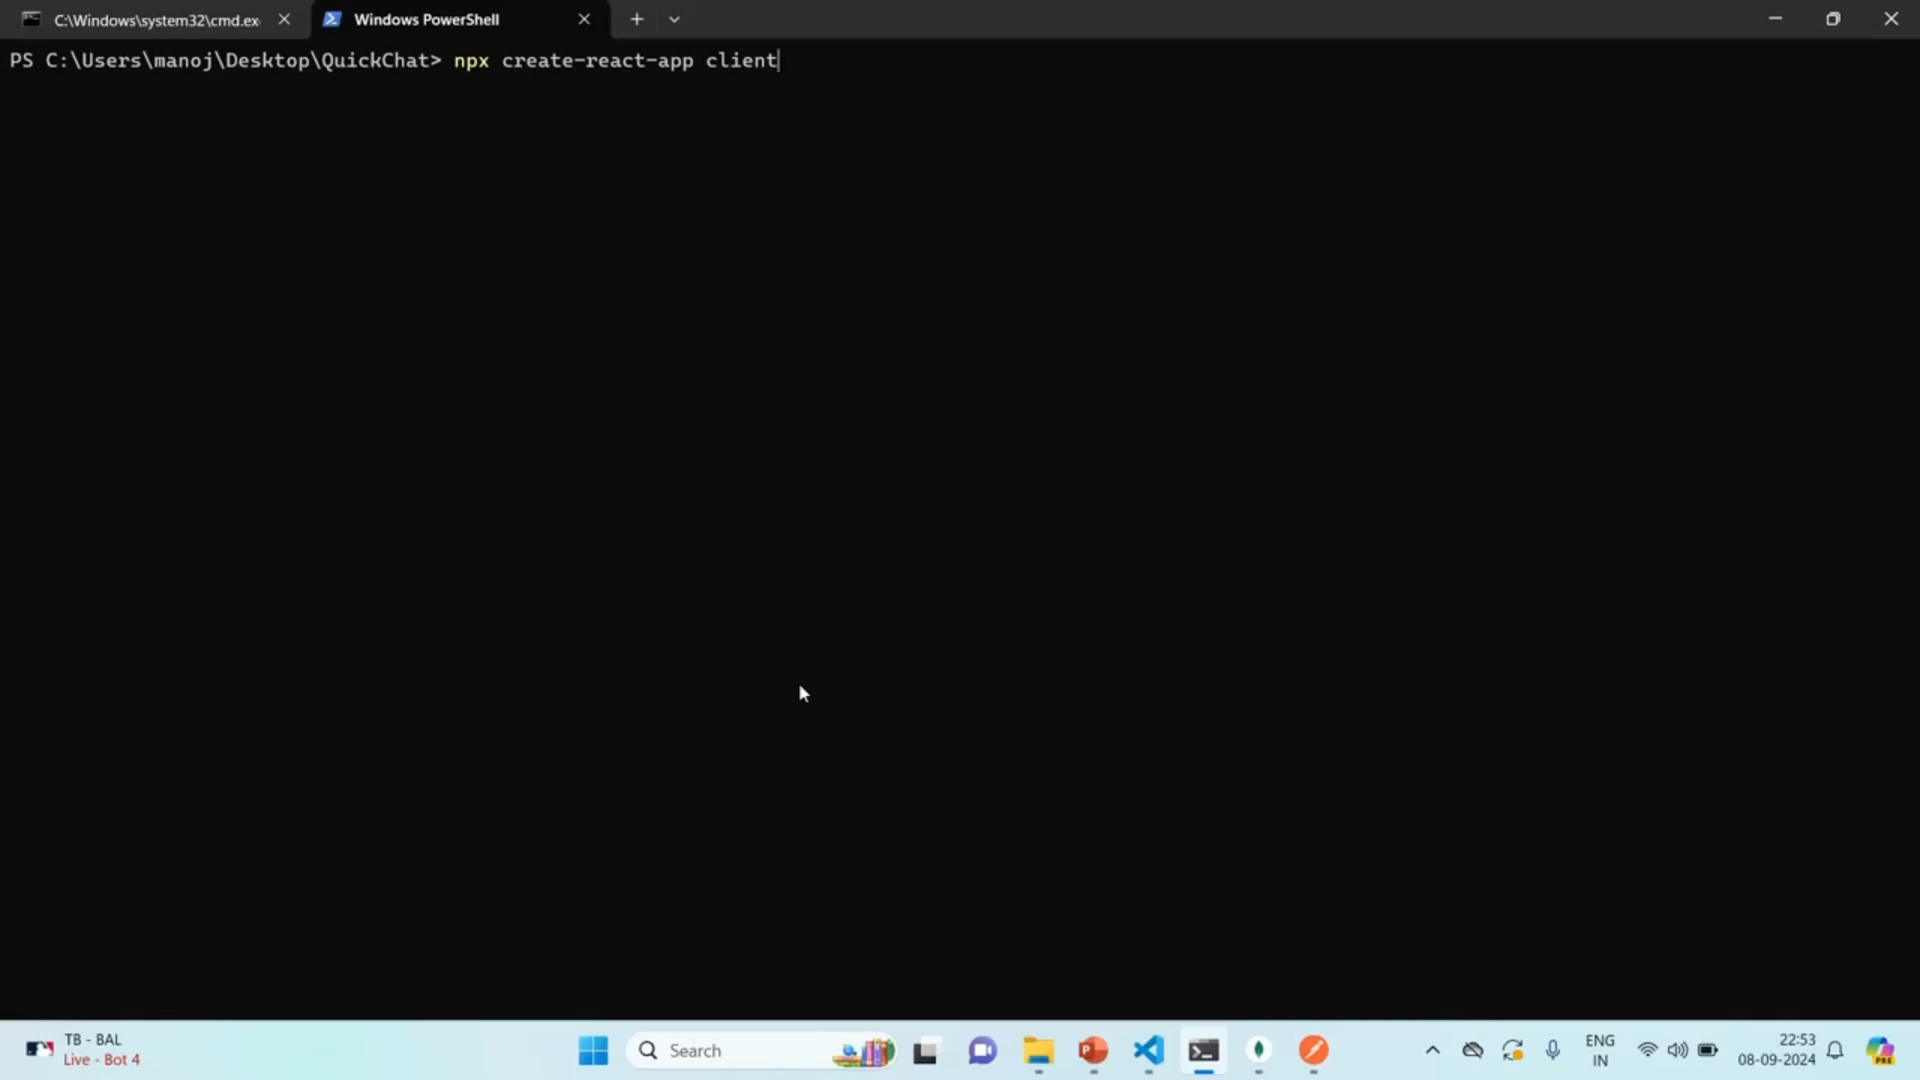 C:\Windows\system32\cmd.ex
Windows PowerShell
PS C:\Users\manoj\Desktop\QuickChat> npx create-react-app client
TB - BAL
Live - Bot 4
Search
ENG
IN
22:53
08-09-2024
PRE